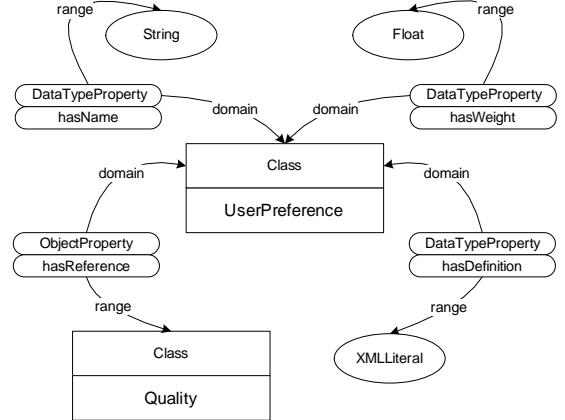 range
String
DataTypeProperty
hasName
domain
range
Float
DataTypeProperty
hasWeight
domain
Class
UserPreference
domain
ObjectProperty
hasReference
range
Class
Quality
domain
DataTypeProperty
hasDefinition
range
XMLLiteral